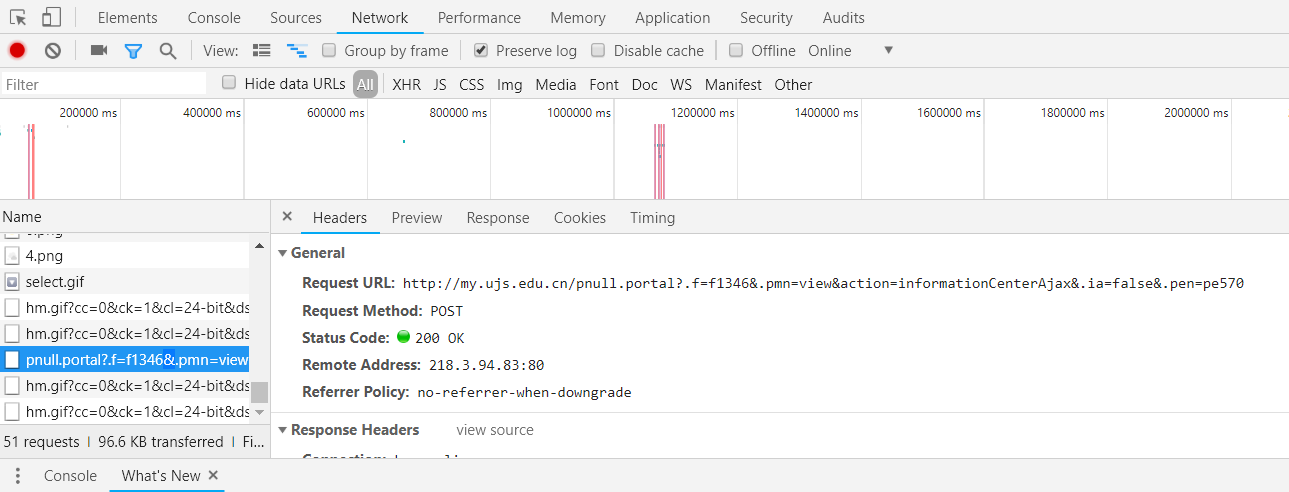 Elements Console Sources Network Performance Memory Application Security Audits
View: Group by frame Preserve log Disable cache Offline Online
Filter Hide data URLs All XHR JS CSS Img Media Font Doc WS Manifest Other
200000 ms 400000 ms 600000 ms 800000 ms 1000000 ms 1200000 ms 1400000 ms 1600000 ms 1800000 ms 2000000 ms
Name
4.png
select.gif
hm.gif?cc=0&ck=1&cl=24-bit&ds
hm.gif?cc=0&ck=1&cl=24-bit&ds
pnull.portal?.f=f1346&.pmn=view
hm.gif?cc=0&ck=1&cl=24-bit&ds
hm.gif?cc=0&ck=1&cl=24-bit&ds
51 requests | 96.6 KB transferred | Fi...
× Headers Preview Response Cookies Timing
General
Request URL: http://my.ujs.edu.cn/pnull.portal?.f=f1346&.pmn=view&action=informationCenterAjax&.ia=false&.pen=pe570
Request Method: POST
Status Code: 200 OK
Remote Address: 218.3.94.83:80
Referrer Policy: no-referrer-when-downgrade
Response Headers view source
Console What's New ×